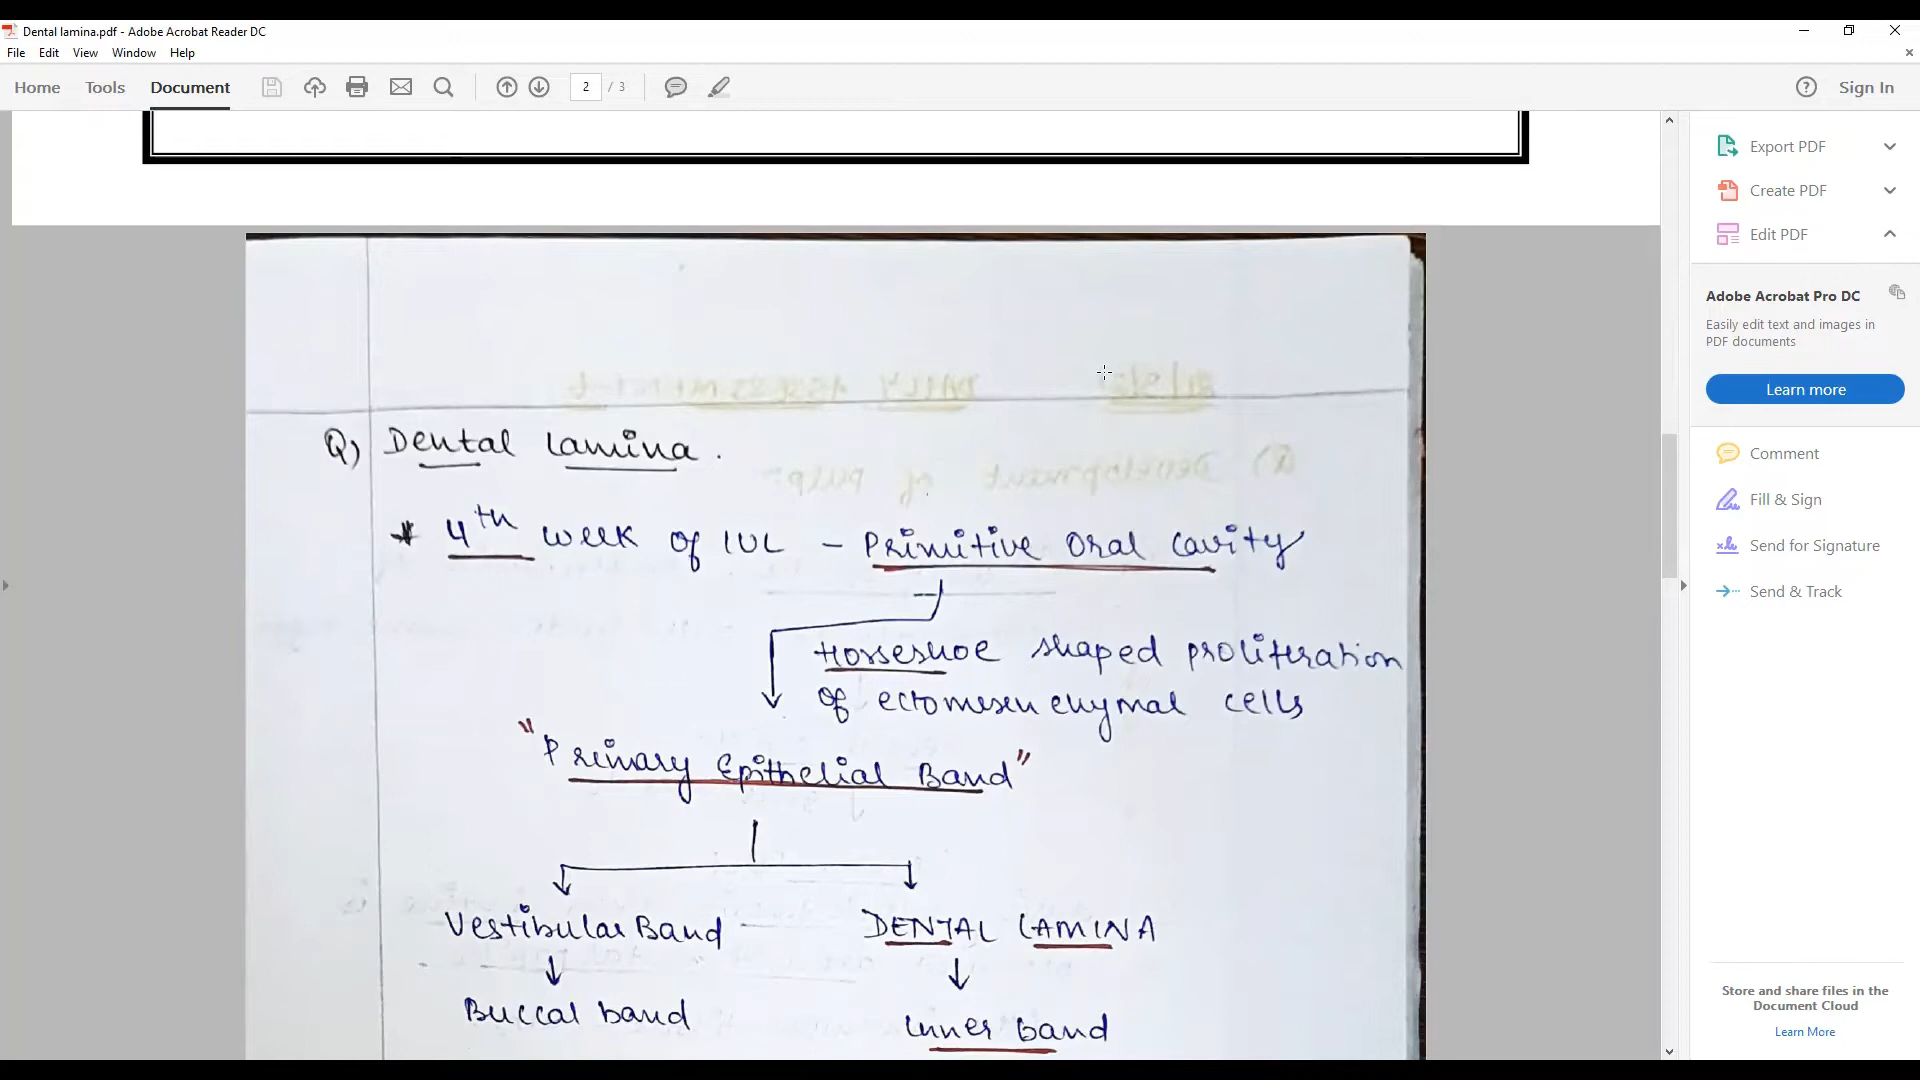 Dental lamina.pdf - Adobe Acrobat Reader DC
File Edit View Window Help
Home Tools Document 2 / 3 Sign In
Export PDF
Create PDF
Edit PDF
Adobe Acrobat Pro DC
Easily edit text and images in
PDF documents
Learn more
Comment
Fill & Sign
Send for Signature
Send & Track
Store and share files in the
Document Cloud
Learn More
Q) Dental lamina.
* 4th week of IUL - Primitive Oral Cavity
Horseshoe shaped proliferation
of ectomesenchymal cells
"Primary Epithelial Band"
Vestibular Band DENTAL LAMINA
Buccal band Inner band